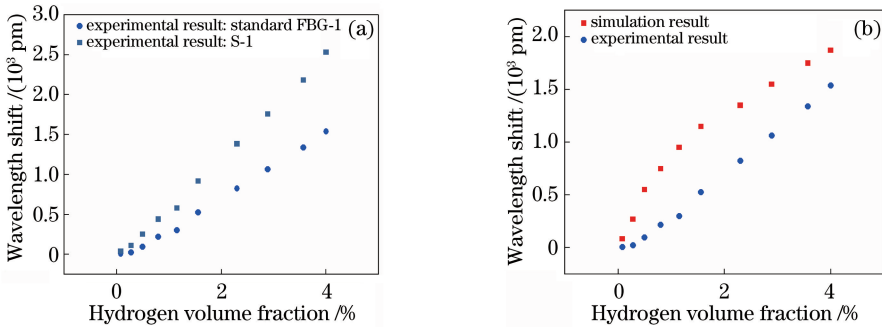 (a)
experimental result: standard FBG-1
experimental result: S-1
3.0
2.5
2.0
1.5
1.0
0.5
0
Wavelength shift /(10³ pm)
0 2 4
Hydrogen volume fraction /%
(b)
simulation result
experimental result
2.0
1.5
1.0
0.5
0
Wavelength shift /(10³ pm)
0 2 4
Hydrogen volume fraction /%